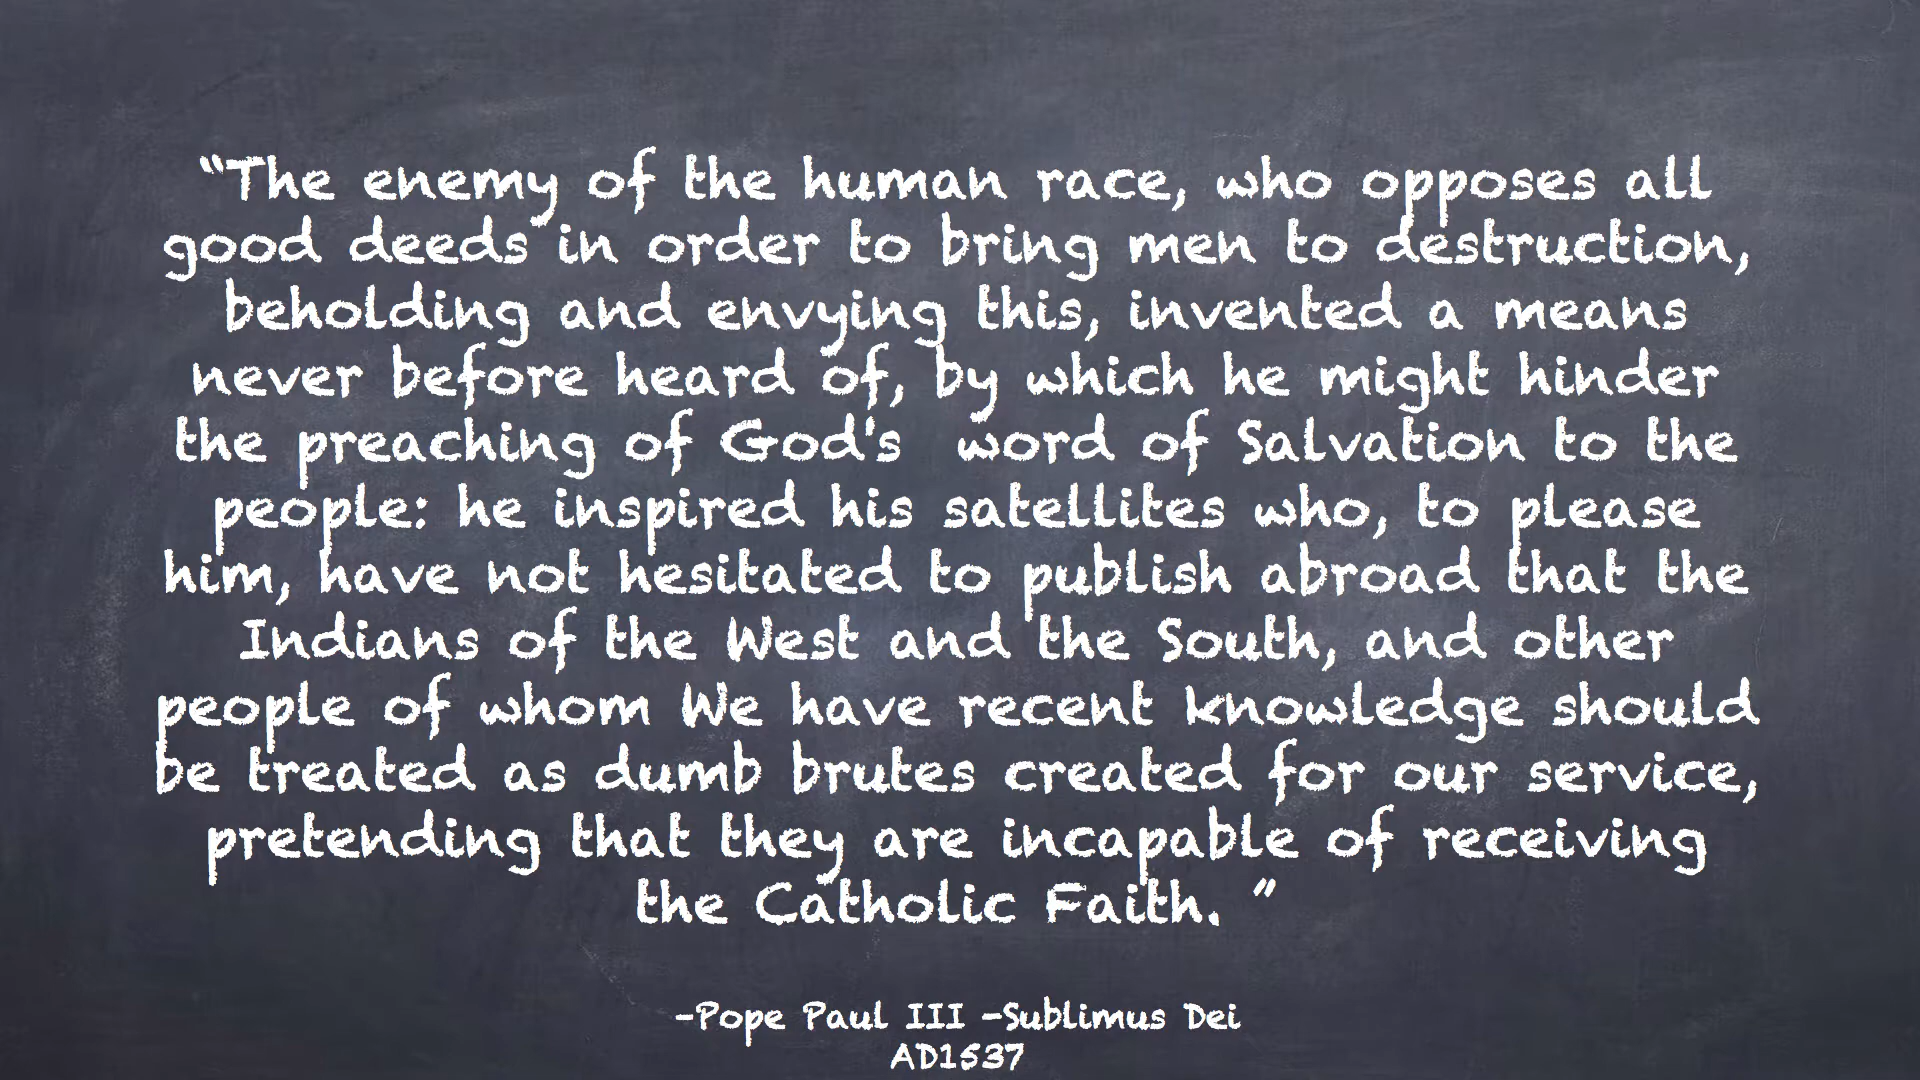 “The enemy of the human race, who opposes all
good deeds in order to bring men to destruction,
beholding and envying this, invented a means
never before heard of, by which he might hinder
the preaching of God's  word of Salvation to the
people: he inspired his satellites who, to please
him, have not hesitated to publish abroad that the
Indians of the West and the South, and other
people of whom We have recent knowledge should
be treated as dumb brutes created for our service,
pretending that they are incapable of receiving
the Catholic Faith. ”
-Pope Paul III -Sublimus Dei
AD1537